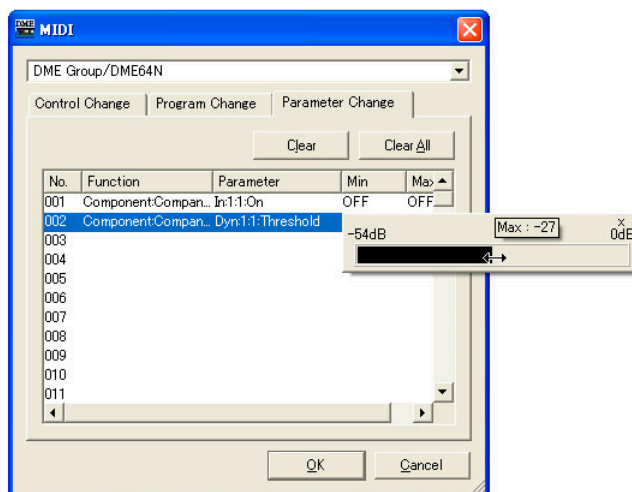 DME MIDI
DME Group/DME64N
Control Change Program Change Parameter Change
Clear Clear All
No. Function Parameter Min Max
001 Component:Compan... In:1:1:On OFF OFF
002 Component:Compan... Dyn:1:1:Threshold
-54dB Max : -27 x 0dB
003
004
005
006
007
008
009
010
011
OK Cancel